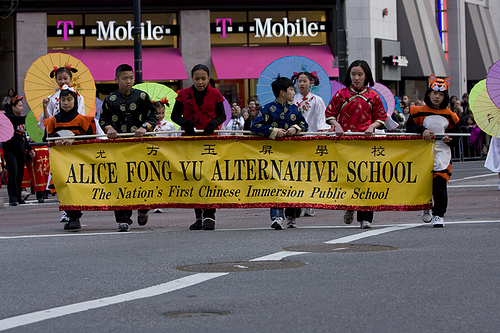 T··Mobile·
T··Mobile·
尤方玉屏學校
ALICE FONG YU ALTERNATIVE SCHOOL
The Nation's First Chinese Immersion Public School